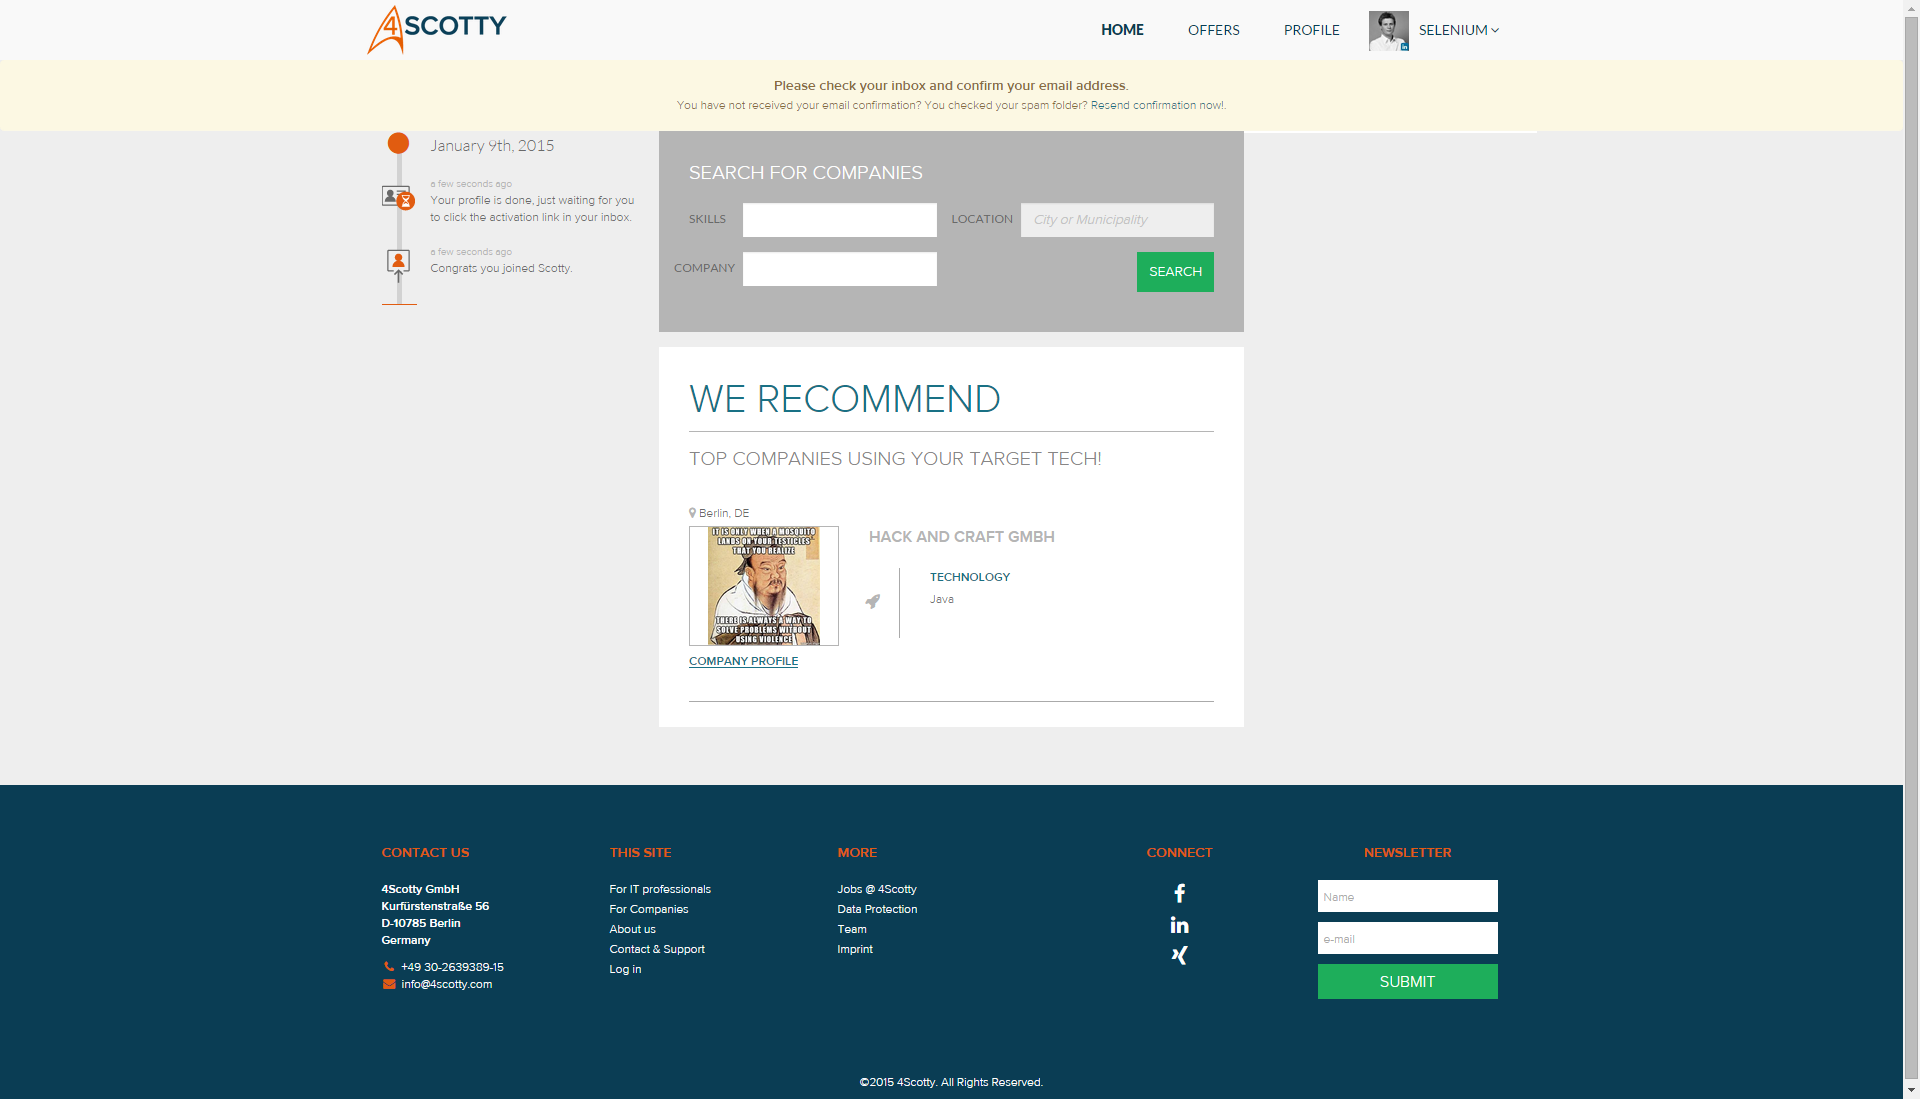 4SCOTTY
HOME
OFFERS
PROFILE
SELENIUM
Please check your inbox and confirm your email address.
You have not received your email confirmation? You checked your spam folder? Resend confirmation now!.
January 9th, 2015
a few seconds ago
Your profile is done, just waiting for you
to click the activation link in your inbox.
a few seconds ago
Congrats you joined Scotty.
SEARCH FOR COMPANIES
SKILLS
LOCATION
City or Municipality
COMPANY
SEARCH
WE RECOMMEND
TOP COMPANIES USING YOUR TARGET TECH!
Berlin, DE
IT IS ONLY WHEN A MOSQUITO
LANDS ON YOUR TESTICLES
THAT YOU REALIZE
THERE IS ALWAYS A WAY TO
SOLVE PROBLEMS WITHOUT
USING VIOLENCE
HACK AND CRAFT GMBH
TECHNOLOGY
Java
COMPANY PROFILE
CONTACT US
4Scotty GmbH
Kurfürstenstraße 56
D-10785 Berlin
Germany
+49 30-2639389-15
info@4scotty.com
THIS SITE
For IT professionals
For Companies
About us
Contact & Support
Log in
MORE
Jobs @ 4Scotty
Data Protection
Team
Imprint
CONNECT
NEWSLETTER
Name
e-mail
SUBMIT
©2015 4Scotty. All Rights Reserved.